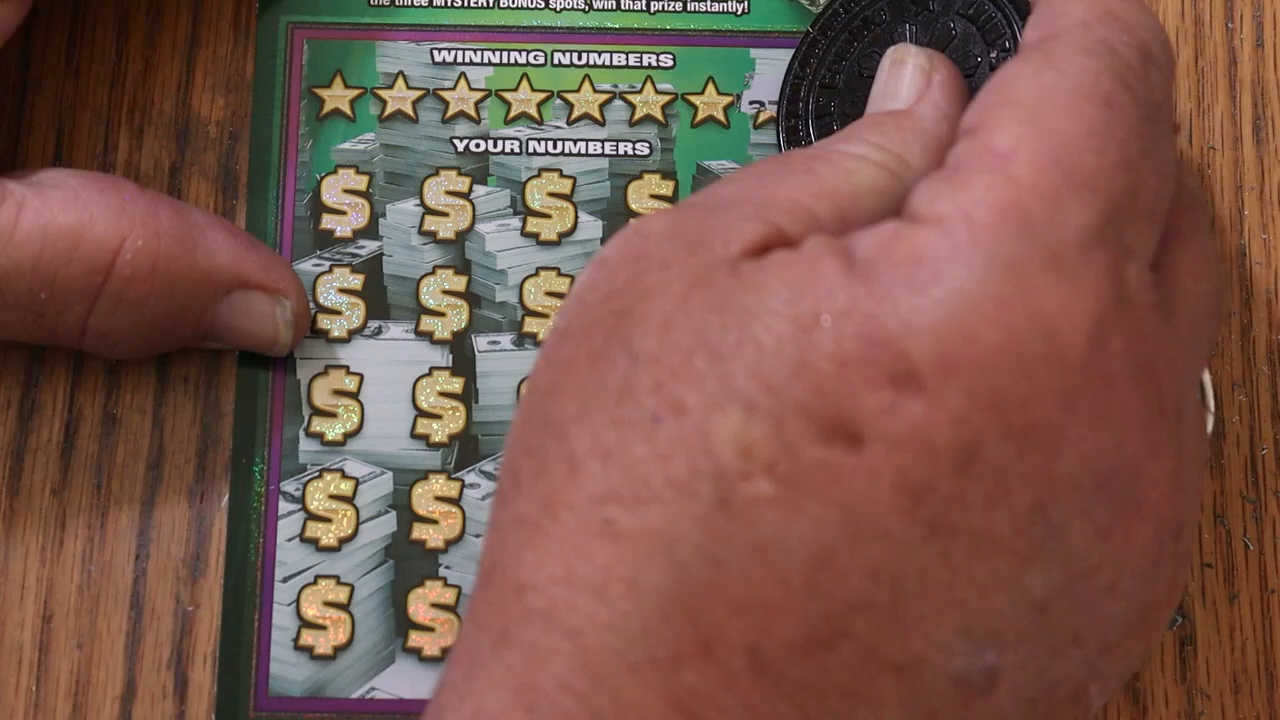 the three MYSTERY BONUS spots, win that prize instantly!
WINNING NUMBERS
YOUR NUMBERS